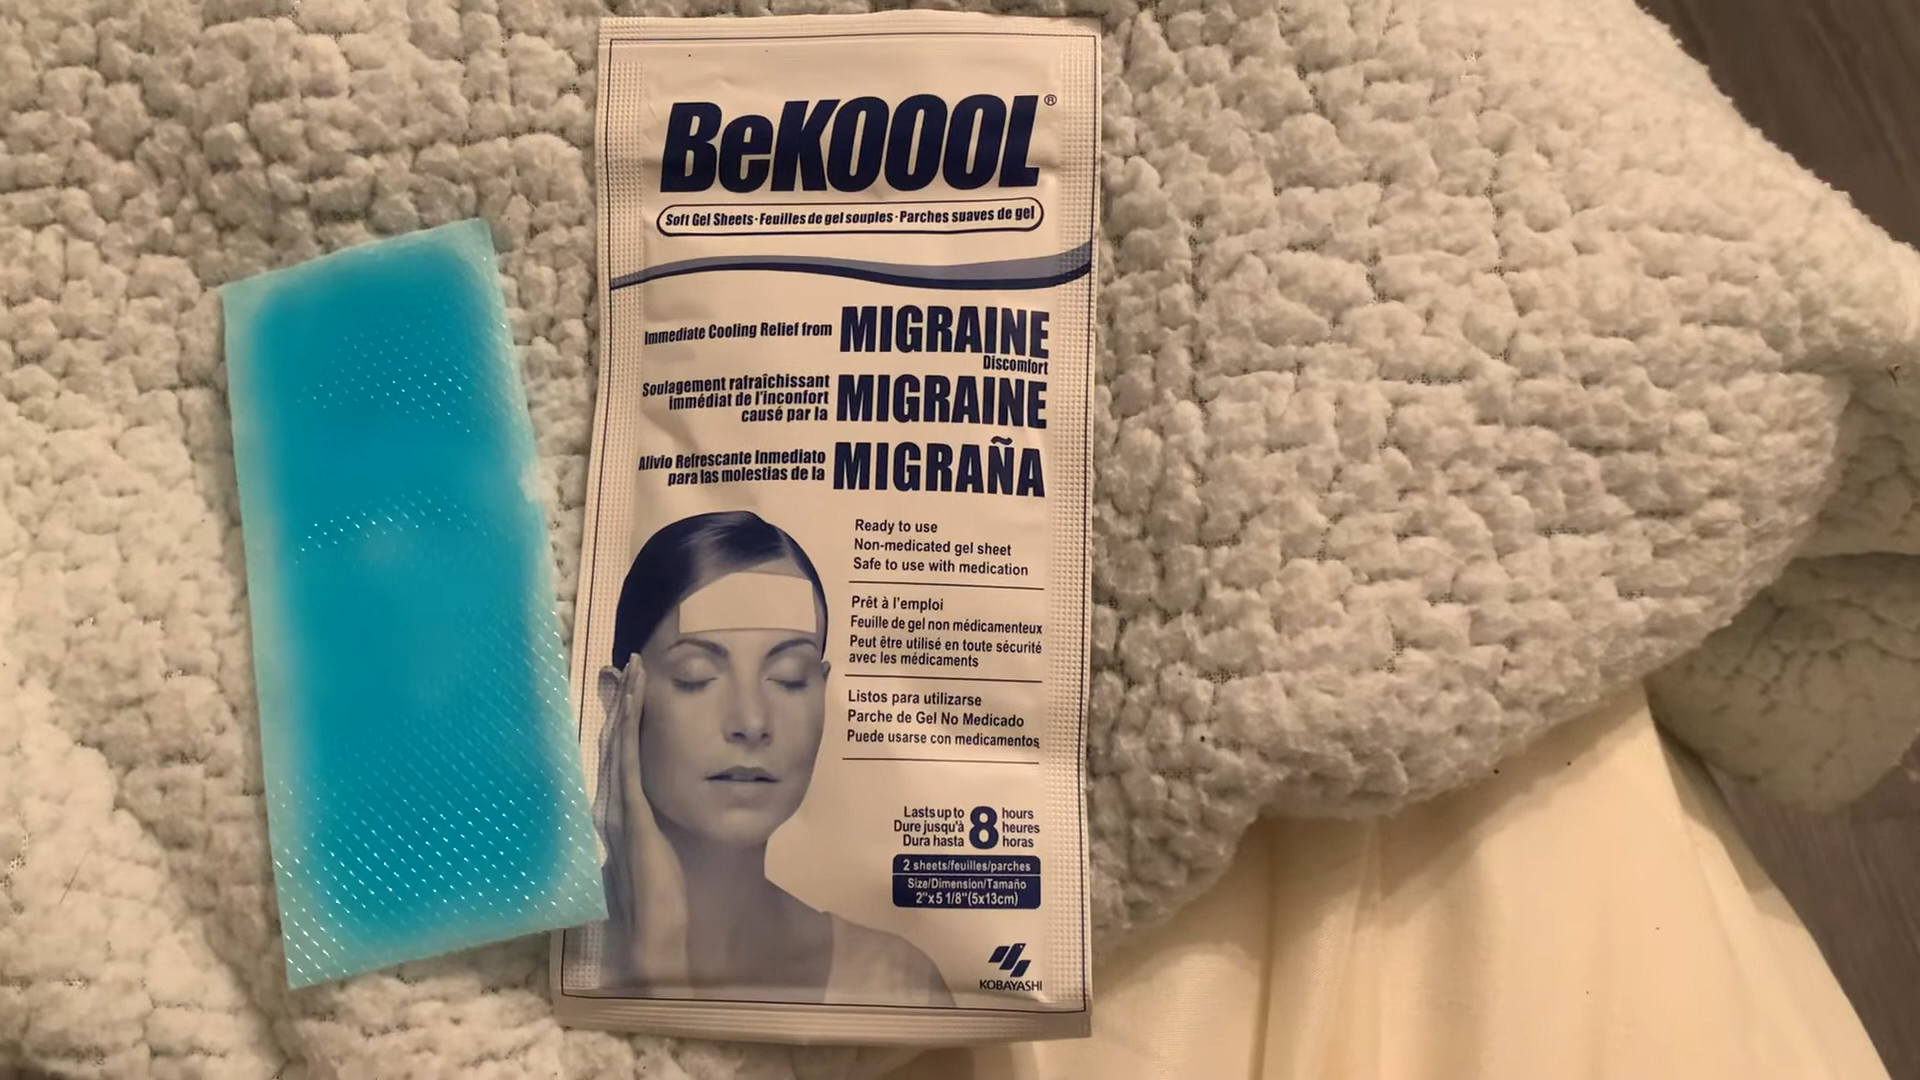 BeKOOOL®
Soft Gel Sheets·Feuilles de gel souples·Parches suaves de gel
Immediate Cooling Relief from MIGRAINE
Discomfort
Soulagement rafraîchissant
immédiat de l'inconfort
causé par la MIGRAINE
Alivio Refrescante Inmediato
para las molestias de la MIGRAÑA
Ready to use
Non-medicated gel sheet
Safe to use with medication
Prêt à l'emploi
Feuille de gel non médicamenteux
Peut être utilisé en toute sécurité
avec les médicaments
Listos para utilizarse
Parche de Gel No Medicado
Puede usarse con medicamentos
Lasts up to 8 hours
Dure jusqu'à heures
Dura hasta horas
2 sheets/feuilles/parches
Size/Dimension/Tamaño
2"x5 1/8"(5x13cm)
KOBAYASHI